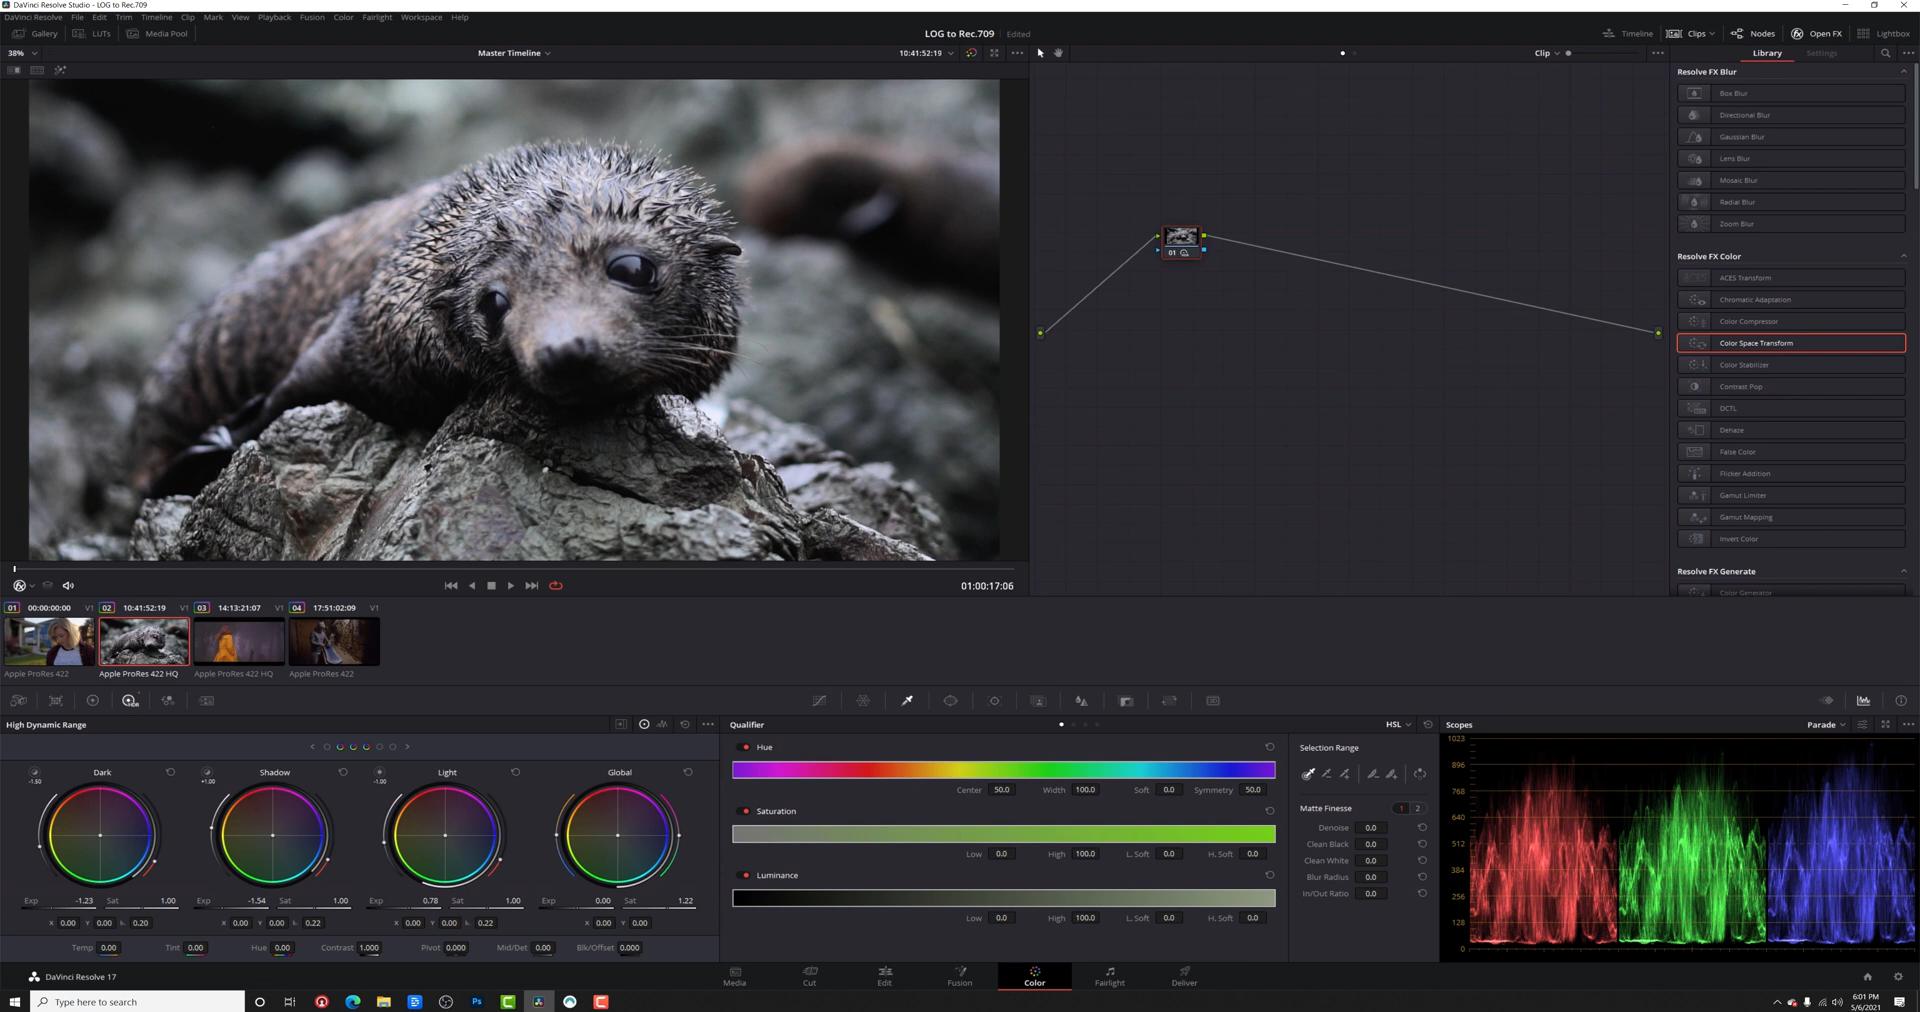 DaVinci Resolve Studio - LOG to Rec.709
DaVinci Resolve File Edit Trim Timeline Clip Mark View Playback Fusion Color Fairlight Workspace Help
Gallery LUTs Media Pool LOG to Rec.709 Edited Timeline Clips Nodes Open FX Lightbox
38% Master Timeline 10:41:52:19 Clip Library Settings
Resolve FX Blur
Box Blur
Directional Blur
Gaussian Blur
Lens Blur
Mosaic Blur
Radial Blur
Zoom Blur
Resolve FX Color
ACES Transform
Chromatic Adaptation
Color Compressor
Color Space Transform
Color Stabilizer
Contrast Pop
DCTL
Dehaze
False Color
Flicker Addition
Gamut Limiter
Gamut Mapping
Invert Color
Resolve FX Generate
Color Generator
01
01:00:17:06
01 00:00:00:00 V1 02 10:41:52:19 V1 03 14:13:21:07 V1 04 17:51:02:09 V1
Apple ProRes 422 Apple ProRes 422 HQ Apple ProRes 422 HQ Apple ProRes 422
HDR
High Dynamic Range
Dark Shadow Light Global
-1.50 +1.00 -1.00
Exp -1.23 Sat 1.00 Exp -1.54 Sat 1.00 Exp 0.78 Sat 1.00 Exp 0.00 Sat 1.22
X 0.00 Y 0.00 0.20 X 0.00 Y 0.00 0.22 X 0.00 Y 0.00 0.22 X 0.00 Y 0.00
Temp 0.00 Tint 0.00 Hue 0.00 Contrast 1.000 Pivot 0.000 Mid/Det 0.00 Blk/Offset 0.000
Qualifier HSL
Hue
Center 50.0 Width 100.0 Soft 0.0 Symmetry 50.0
Saturation
Low 0.0 High 100.0 L. Soft 0.0 H. Soft 0.0
Luminance
Low 0.0 High 100.0 L. Soft 0.0 H. Soft 0.0
Selection Range
Matte Finesse 1 2
Denoise 0.0
Clean Black 0.0
Clean White 0.0
Blur Radius 0.0
In/Out Ratio 0.0
Scopes Parade
1023
896
768
640
512
384
256
128
0
DaVinci Resolve 17 Media Cut Edit Fusion Color Fairlight Deliver
Type here to search Ps 6:01 PM
5/6/2021